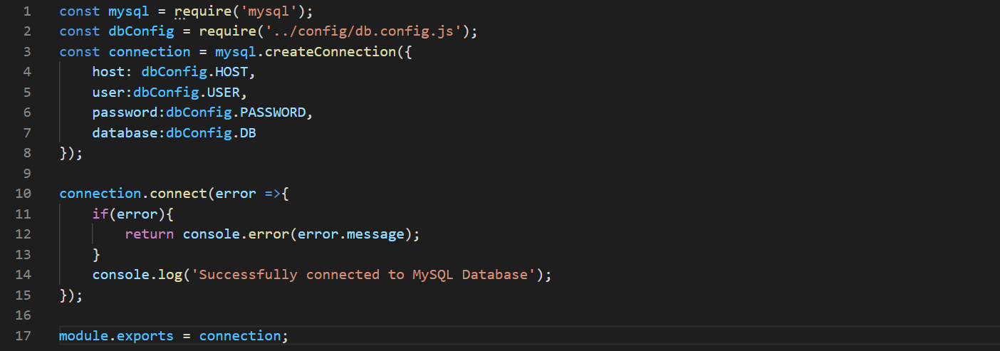 1 const mysql = require('mysql');
2 const dbConfig = require('../config/db.config.js');
3 const connection = mysql.createConnection({
4     host: dbConfig.HOST,
5     user:dbConfig.USER,
6     password:dbConfig.PASSWORD,
7     database:dbConfig.DB
8 });
9
10 connection.connect(error =>{
11     if(error){
12         return console.error(error.message);
13     }
14     console.log('Successfully connected to MySQL Database');
15 });
16
17 module.exports = connection;